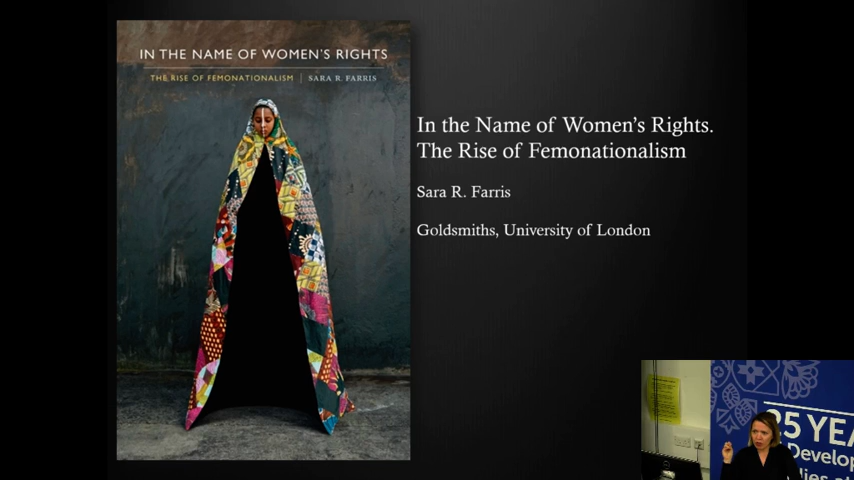 IN THE NAME OF WOMEN'S RIGHTS
THE RISE OF FEMONATIONALISM | SARA R. FARRIS
In the Name of Women's Rights.
The Rise of Femonationalism
Sara R. Farris
Goldsmiths, University of London
25 YEA
Develop
ies a